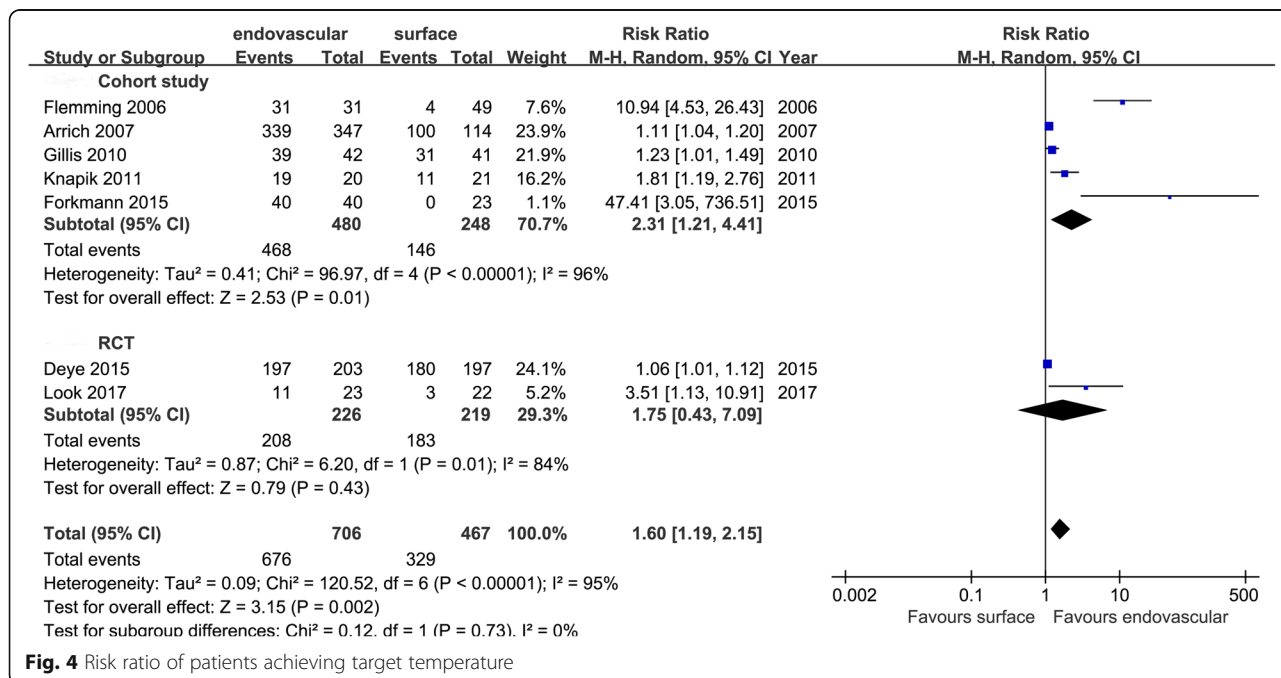 endovascular surface Risk Ratio Risk Ratio
Study or Subgroup Events Total Events Total Weight M-H, Random, 95% CI Year M-H, Random, 95% CI
Cohort study
Flemming 2006 31 31 4 49 7.6% 10.94 [4.53, 26.43] 2006
Arrich 2007 339 347 100 114 23.9% 1.11 [1.04, 1.20] 2007
Gillis 2010 39 42 31 41 21.9% 1.23 [1.01, 1.49] 2010
Knapik 2011 19 20 11 21 16.2% 1.81 [1.19, 2.76] 2011
Forkmann 2015 40 40 0 23 1.1% 47.41 [3.05, 736.51] 2015
Subtotal (95% CI) 480 248 70.7% 2.31 [1.21, 4.41]
Total events 468 146
Heterogeneity: Tau² = 0.41; Chi² = 96.97, df = 4 (P < 0.00001); I² = 96%
Test for overall effect: Z = 2.53 (P = 0.01)
RCT
Deye 2015 197 203 180 197 24.1% 1.06 [1.01, 1.12] 2015
Look 2017 11 23 3 22 5.2% 3.51 [1.13, 10.91] 2017
Subtotal (95% CI) 226 219 29.3% 1.75 [0.43, 7.09]
Total events 208 183
Heterogeneity: Tau² = 0.87; Chi² = 6.20, df = 1 (P = 0.01); I² = 84%
Test for overall effect: Z = 0.79 (P = 0.43)
Total (95% CI) 706 467 100.0% 1.60 [1.19, 2.15]
Total events 676 329
Heterogeneity: Tau² = 0.09; Chi² = 120.52, df = 6 (P < 0.00001); I² = 95%
Test for overall effect: Z = 3.15 (P = 0.002)
Test for subgroup differences: Chi² = 0.12, df = 1 (P = 0.73), I² = 0%
0.002 0.1 1 10 500
Favours surface Favours endovascular
Fig. 4 Risk ratio of patients achieving target temperature